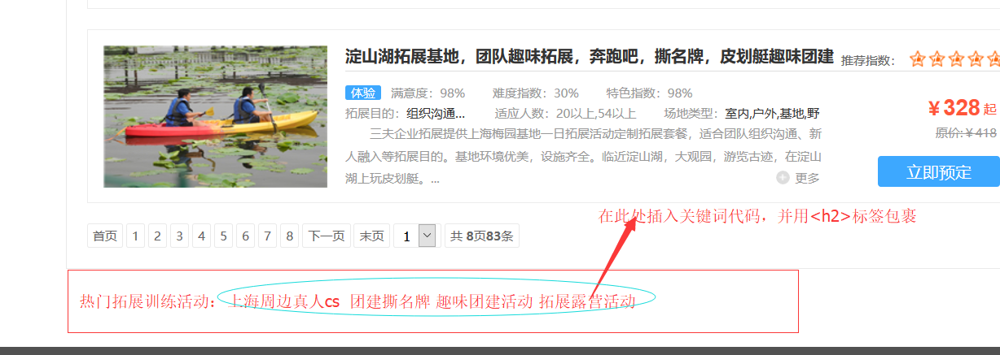 淀山湖拓展基地，团队趣味拓展，奔跑吧，撕名牌，皮划艇趣味团建 推荐指数：
体验 满意度：98% 难度指数：30% 特色指数：98%
拓展目的：组织沟通... 适应人数：20以上,54以上 场地类型：室内,户外,基地,野
三夫企业拓展提供上海梅园基地一日拓展活动定制拓展套餐，适合团队组织沟通、新
人融入等拓展目的。基地环境优美，设施齐全。临近淀山湖，大观园，游览古迹，在淀山
湖上玩皮划艇。...
更多
¥328起
原价:¥418
立即预定
在此处插入关键词代码，并用<h2>标签包裹
首页 1 2 3 4 5 6 7 8 下一页 末页 1 共 8页83条
热门拓展训练活动：上海周边真人cs 团建撕名牌 趣味团建活动 拓展露营活动